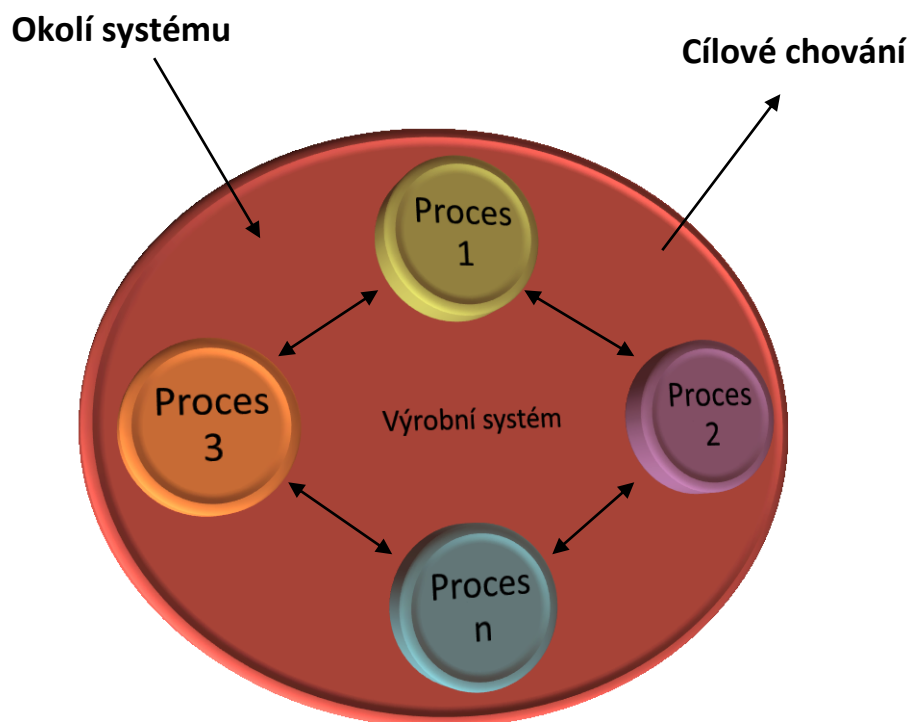 Okolí systému
Cílové chování
Proces
1
Proces
3
Výrobní systém
Proces
2
Proces
n